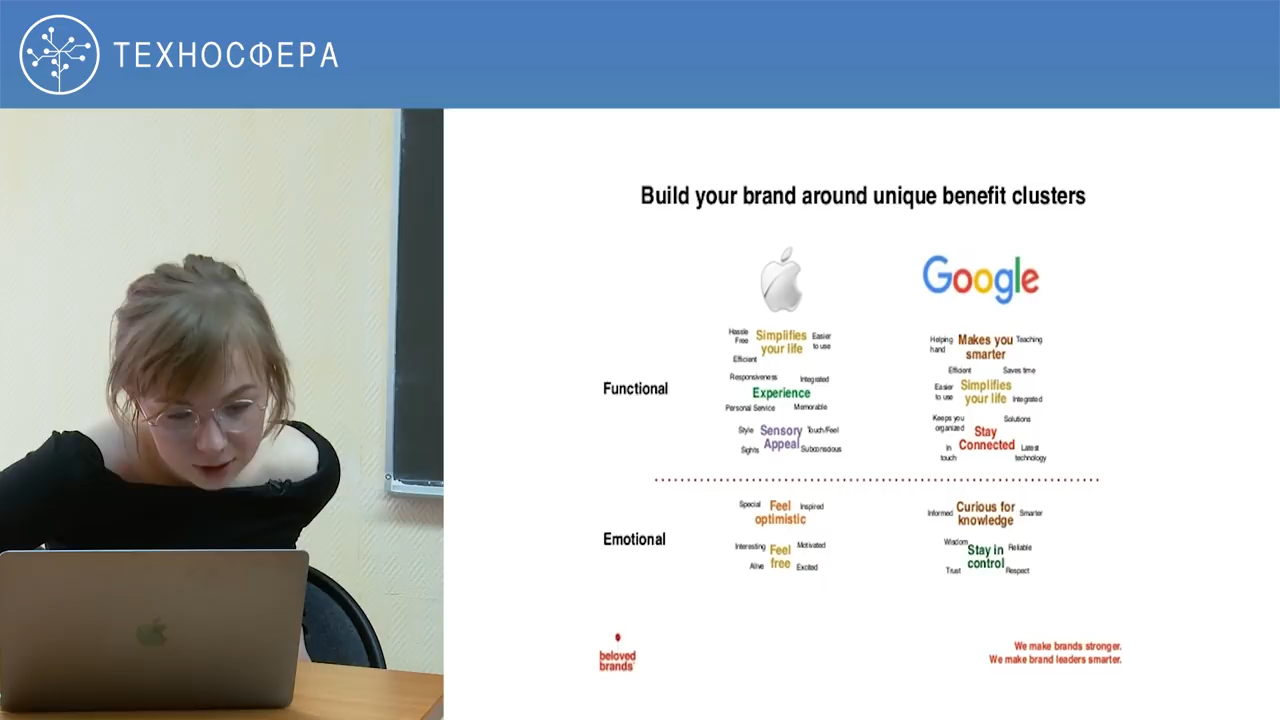 ТЕХНОСФЕРА
Build your brand around unique benefit clusters
Google
Functional
Hassle Free
Simplifies your life
Easier to use
Efficient
Responsiveness
Integrated
Experience
Personal Service
Memorable
Style
Sensory Appeal
Touch/Feel
Sights
Subconscious
Helping hand
Makes you smarter
Teaching
Efficient
Saves time
Easier to use
Simplifies your life
Integrated
Keeps you organized
Solutions
Stay Connected
In touch
Latest technology
Emotional
Special
Feel optimistic
Inspired
Interesting
Feel free
Motivated
Alive
Excited
Informed
Curious for knowledge
Smarter
Wisdom
Stay in control
Reliable
Trust
Respect
beloved brands
We make brands stronger.
We make brand leaders smarter.